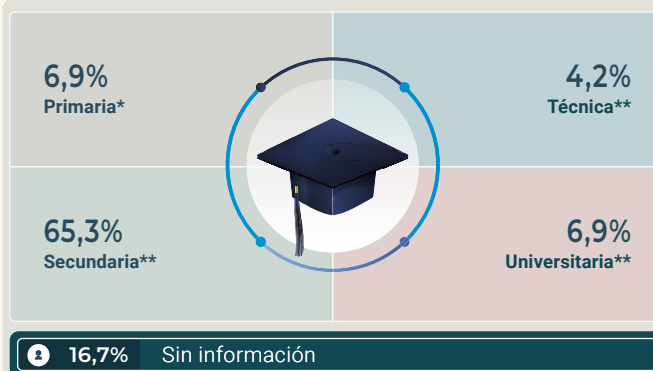 6,9%
Primaria*
4,2%
Técnica**
65,3%
Secundaria**
6,9%
Universitaria**
16,7% Sin información